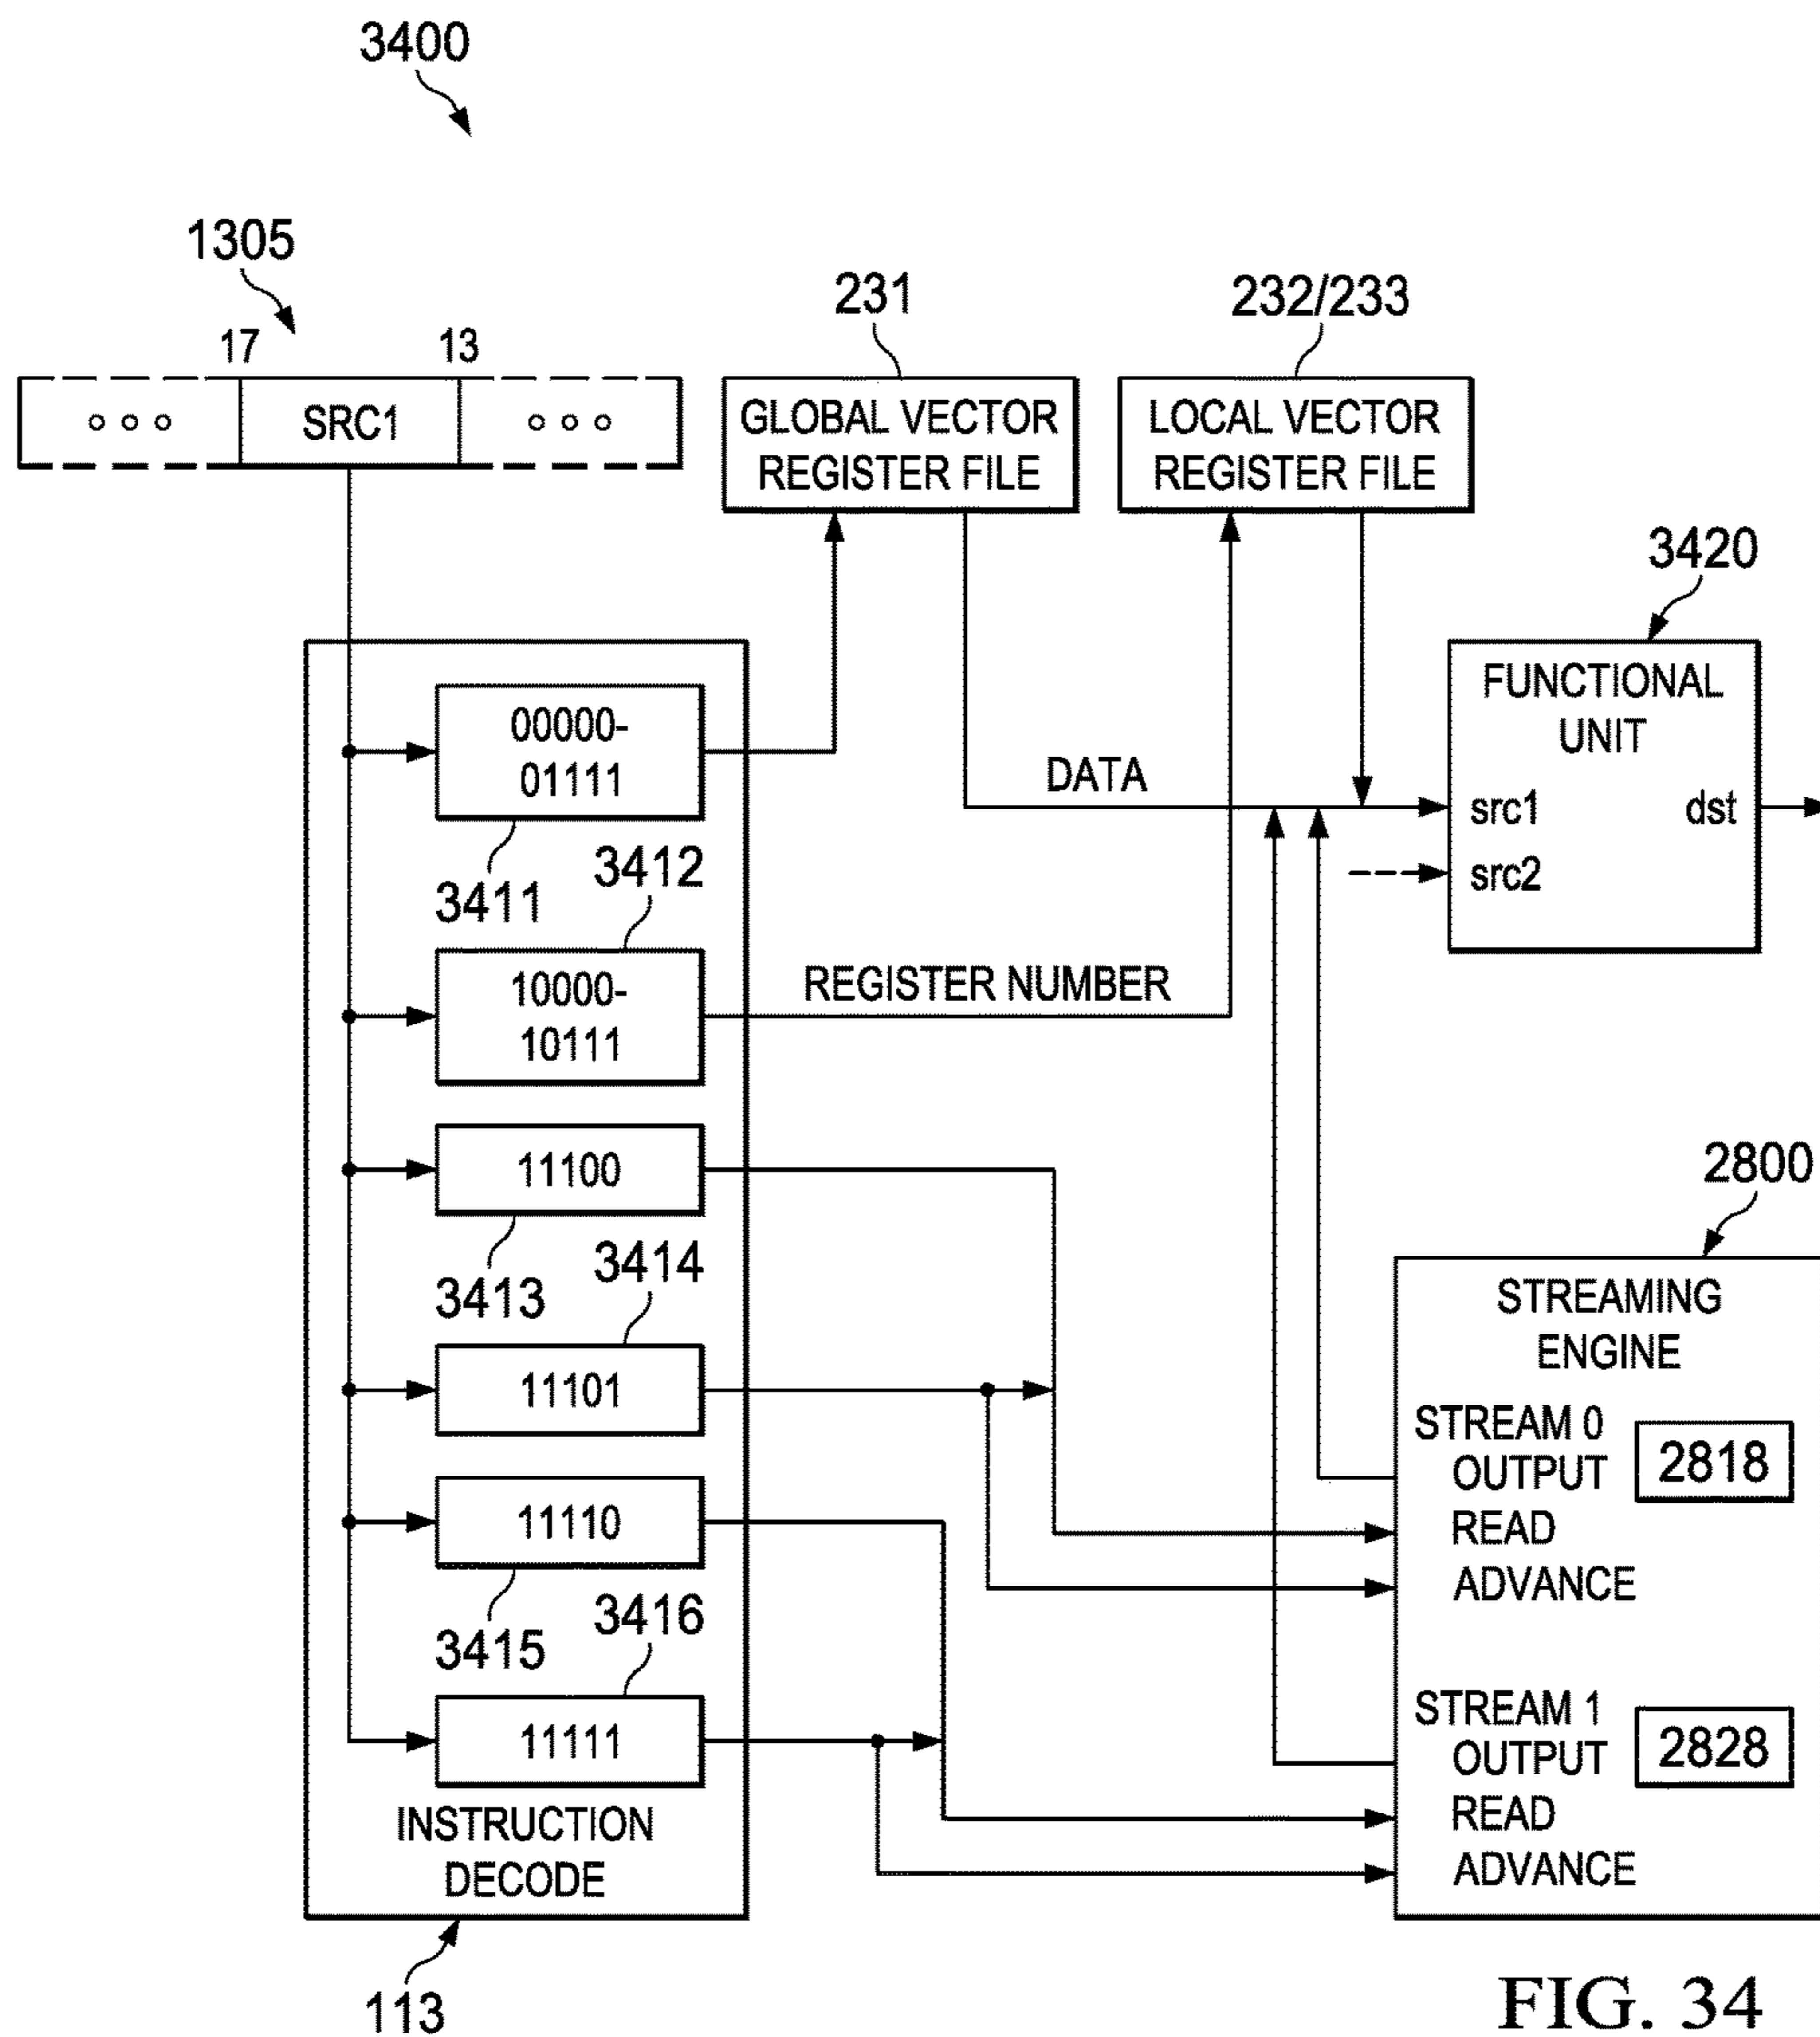 3400
1305
231
232/233
17
13
○ ○ ○
SRC1
○ ○ ○
GLOBAL VECTOR
REGISTER FILE
LOCAL VECTOR
REGISTER FILE
3420
FUNCTIONAL
UNIT
src1
dst
src2
DATA
00000-
01111
3411
3412
10000-
10111
REGISTER NUMBER
11100
3413
3414
11101
11110
3415
3416
11111
INSTRUCTION
DECODE
113
2800
STREAMING
ENGINE
STREAM 0
OUTPUT
2818
READ
ADVANCE
STREAM 1
OUTPUT
2828
READ
ADVANCE
FIG. 34